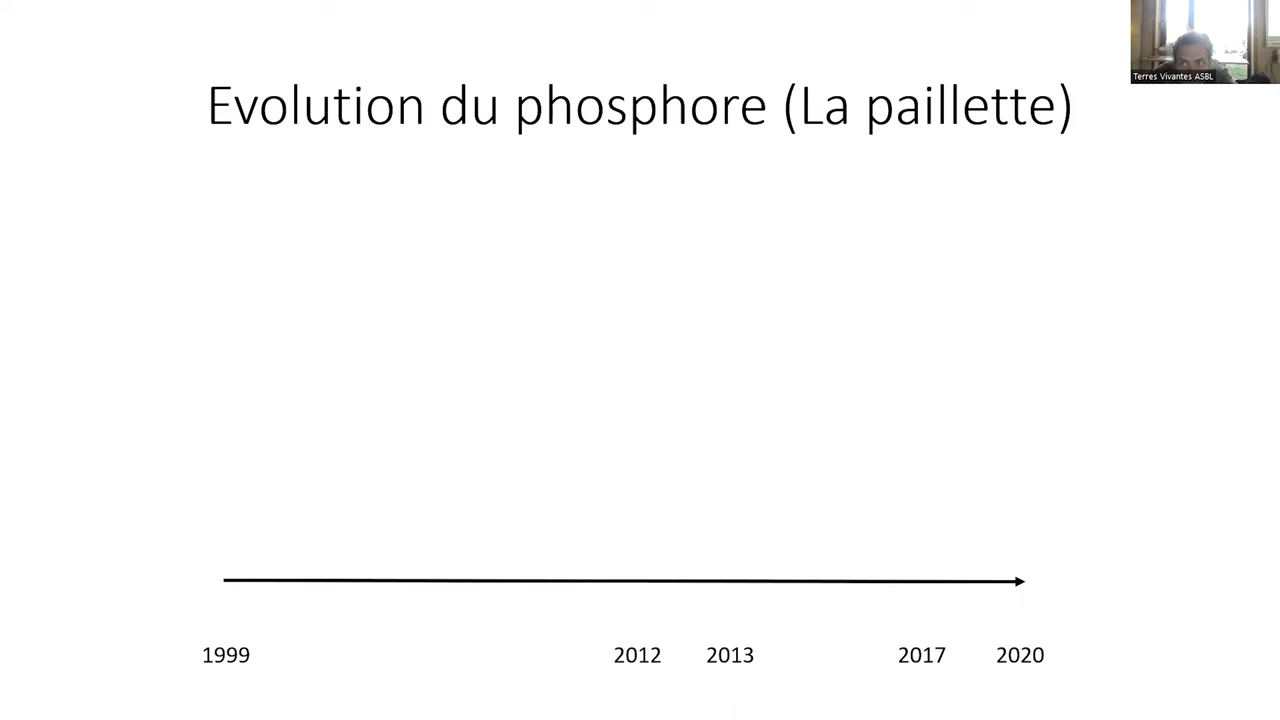 Terres Vivantes ASBL
Evolution du phosphore (La paillette)
1999 2012 2013 2017 2020